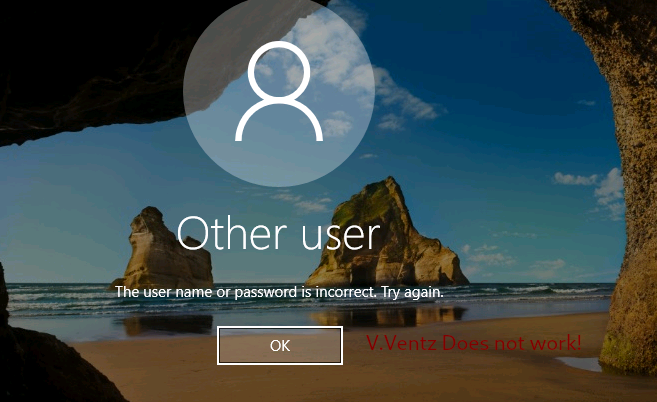 Other user
The user name or password is incorrect. Try again.
OK
V.Ventz Does not work!